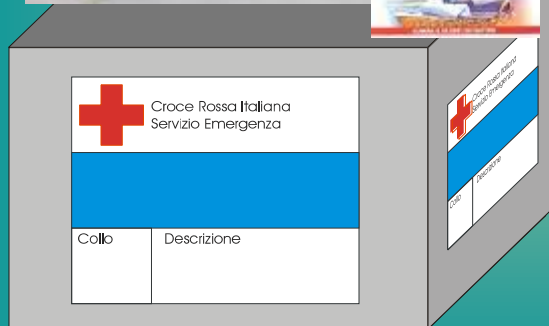 Croce Rossa Italiana
Servizio Emergenza
Collo
Descrizione
Croce Rossa Italiana
Servizio Emergenza
Collo
Descrizione